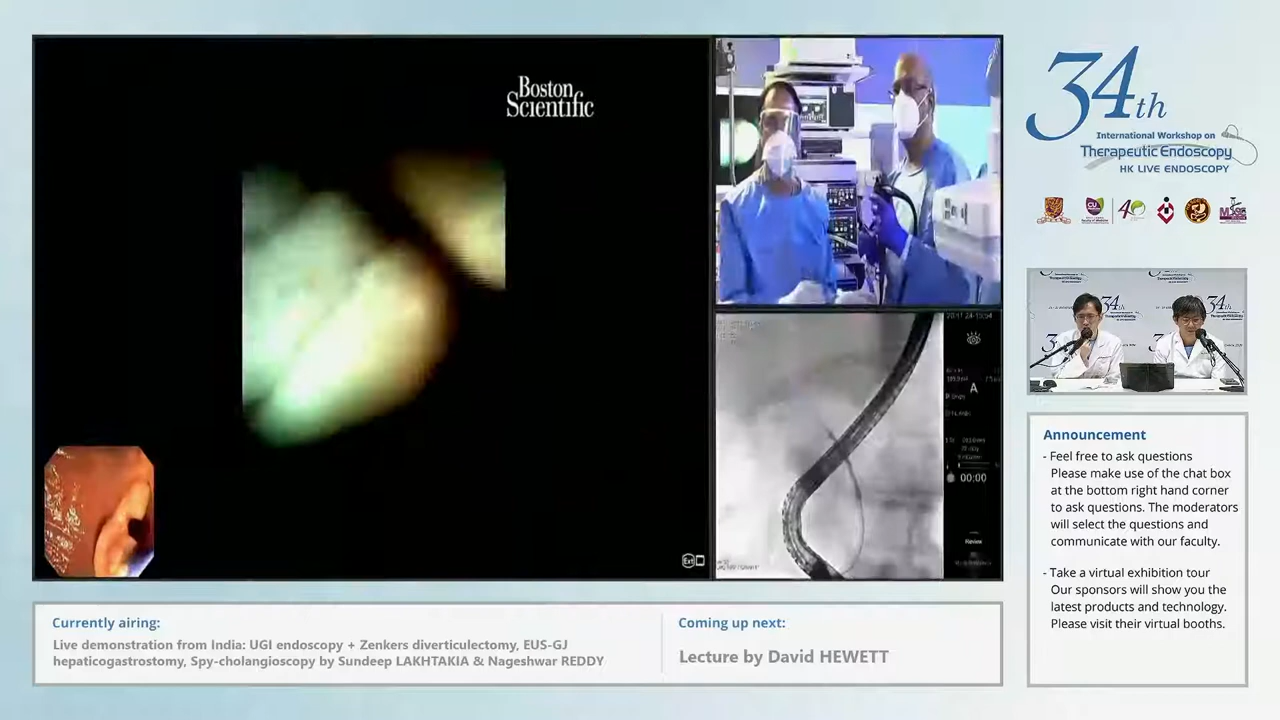 Boston
Scientific
Ext
A
00:00
Review
34th
International Workshop on
Therapeutic Endoscopy
HK LIVE ENDOSCOPY
34th
34th
Announcement
- Feel free to ask questions
Please make use of the chat box
at the bottom right hand corner
to ask questions. The moderators
will select the questions and
communicate with our faculty.
- Take a virtual exhibition tour
Our sponsors will show you the
latest products and technology.
Please visit their virtual booths.
Currently airing:
Live demonstration from India: UGI endoscopy + Zenkers diverticulectomy, EUS-GJ
hepaticogastrostomy, Spy-cholangioscopy by Sundeep LAKHTAKIA & Nageshwar REDDY
Coming up next:
Lecture by David HEWETT